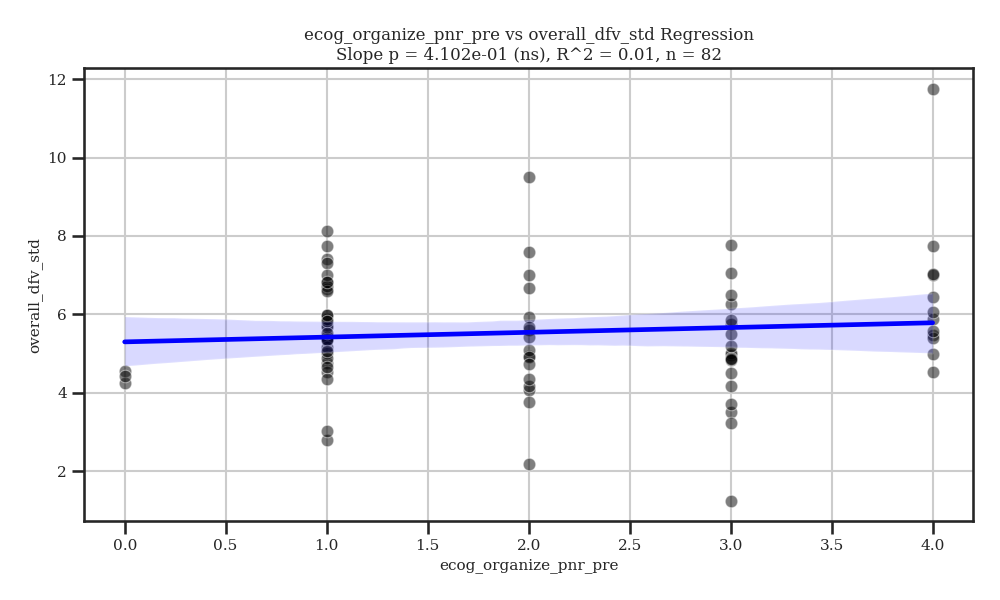 ecog_organize_pnr_pre vs overall_dfv_std Regression
Slope p = 4.102e-01 (ns), R^2 = 0.01, n = 82
overall_dfv_std
12
10
8
6
4
2
0.0 0.5 1.0 1.5 2.0 2.5 3.0 3.5 4.0
ecog_organize_pnr_pre